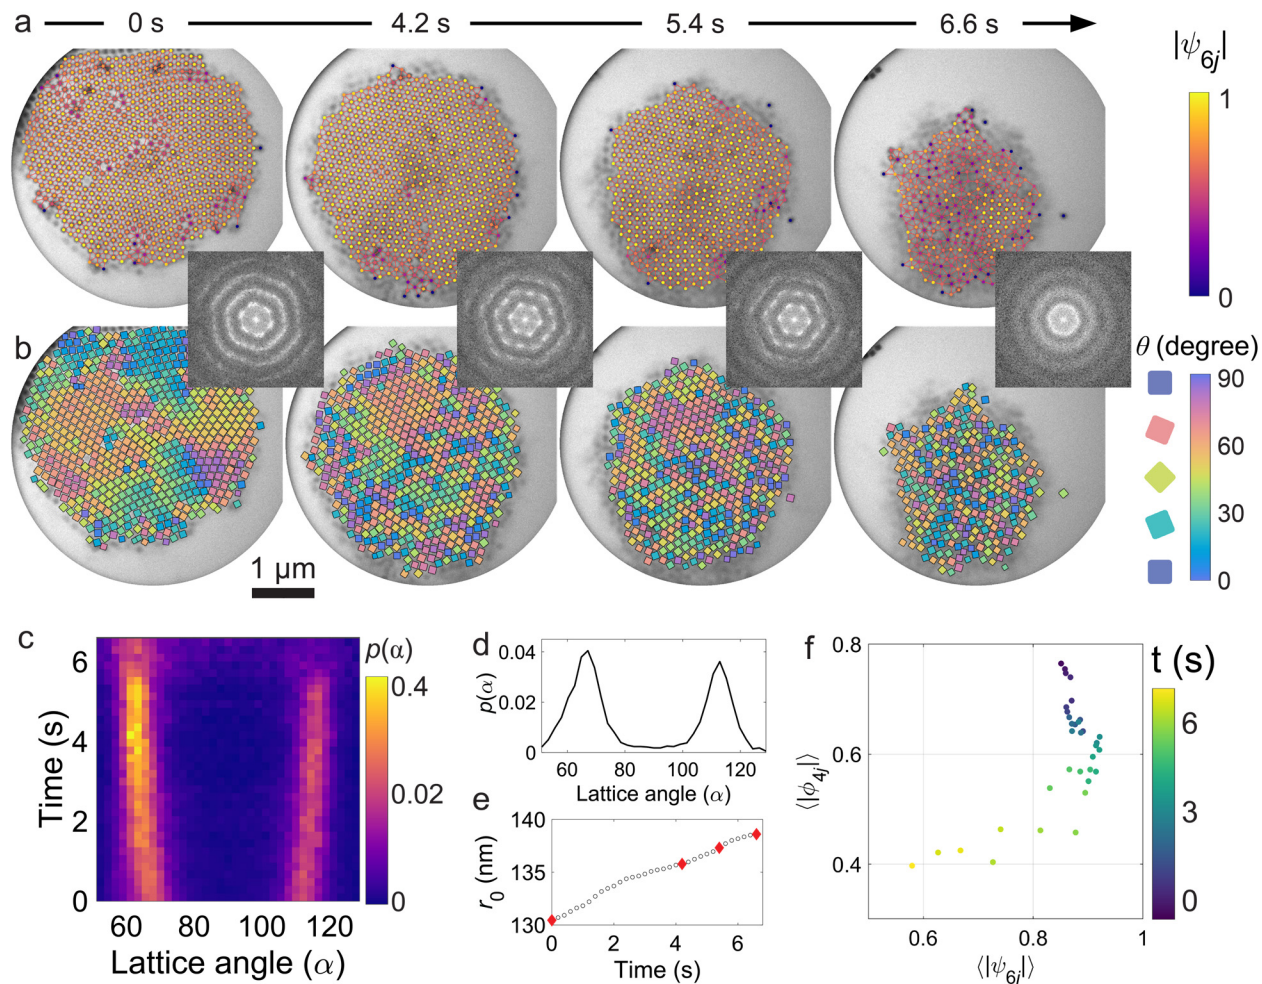 a 0 s 4.2 s 5.4 s 6.6 s
|ψ6j|
1
0
b
θ (degree)
90
60
30
0
1 μm
c
6
4
2
0
Time (s)
60 80 100 120
Lattice angle (α)
p(α)
0.4
0.02
0
d
0.04
0.02
0
p(α)
60 80 100 120
Lattice angle (α)
e
140
135
130
r0 (nm)
0 2 4 6
Time (s)
f
0.8
0.6
0.4
⟨|ϕ4j|⟩
0.6 0.8 1
⟨|ψ6j|⟩
t (s)
6
3
0